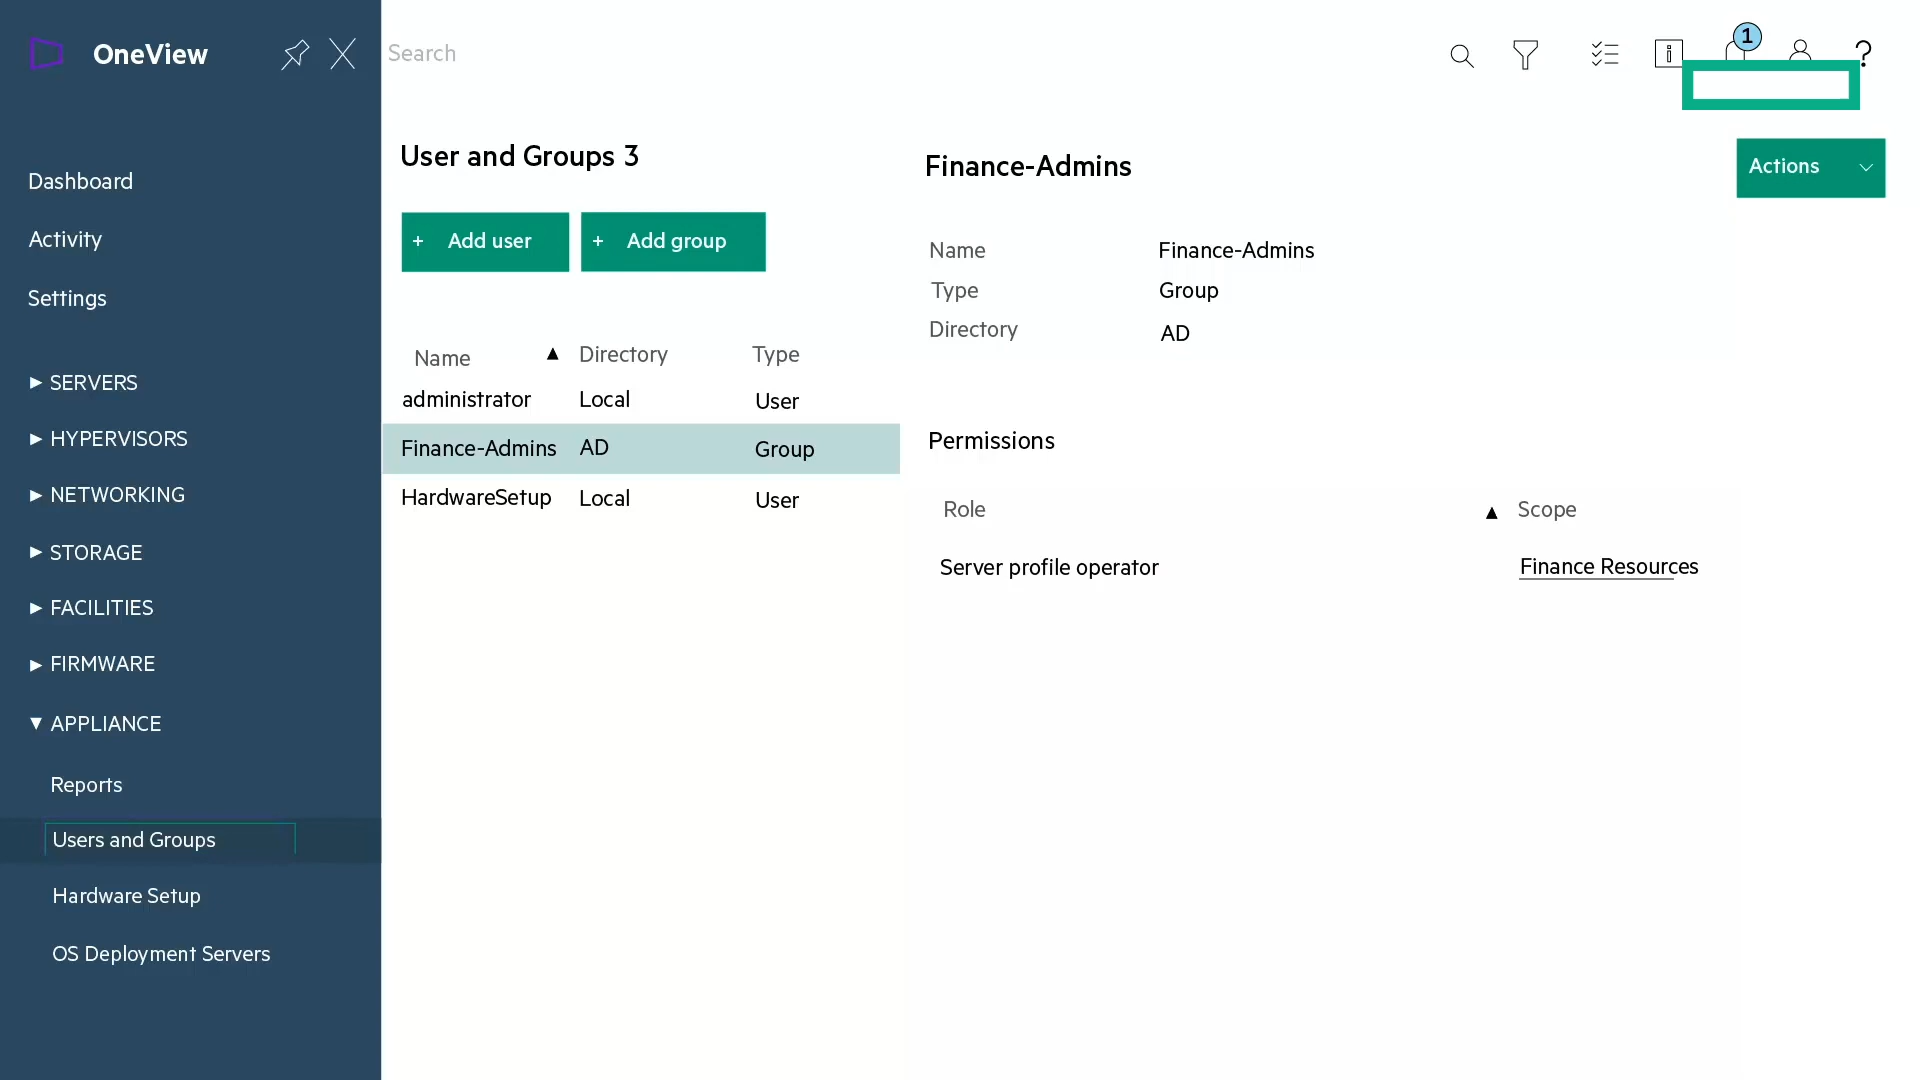 OneView
Search
1
?
Dashboard
Activity
Settings
SERVERS
HYPERVISORS
NETWORKING
STORAGE
FACILITIES
FIRMWARE
APPLIANCE
Reports
Users and Groups
Hardware Setup
OS Deployment Servers
User and Groups 3
+ Add user
+ Add group
Name Directory Type
administrator Local User
Finance-Admins AD Group
HardwareSetup Local User
Finance-Admins
Actions
Name Finance-Admins
Type Group
Directory AD
Permissions
Role Scope
Server profile operator Finance Resources